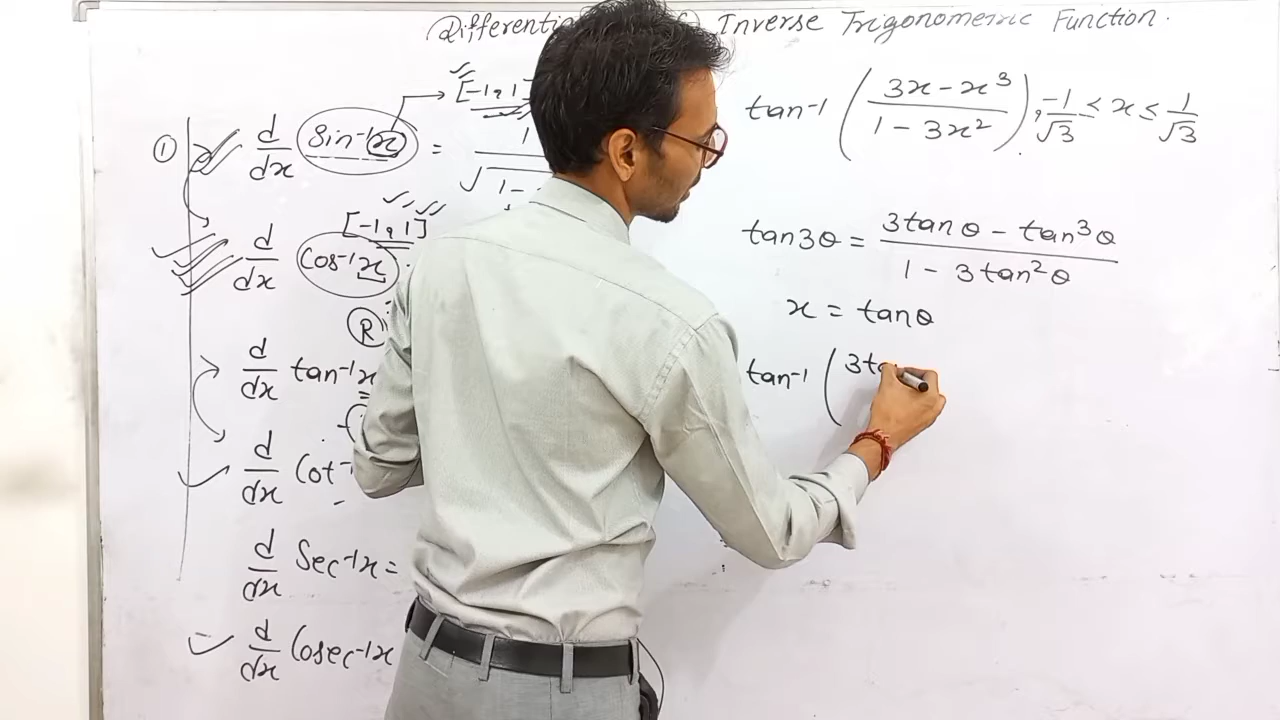 Inverse Trigonometric Function.
① d/dx sin-1x = 1/√1-
[-1,1]
d/dx Cos-1x
[-1,1]
R
d/dx tan-1x
d/dx Cot-1
d/dx Sec-1x =
d/dx Cosec-1x
tan-1 (3x - x³ / 1 - 3x²), -1/√3 ≤ x ≤ 1/√3
tan3θ = 3tanθ - tan³θ / 1 - 3tan²θ
x = tanθ
tan-1 (